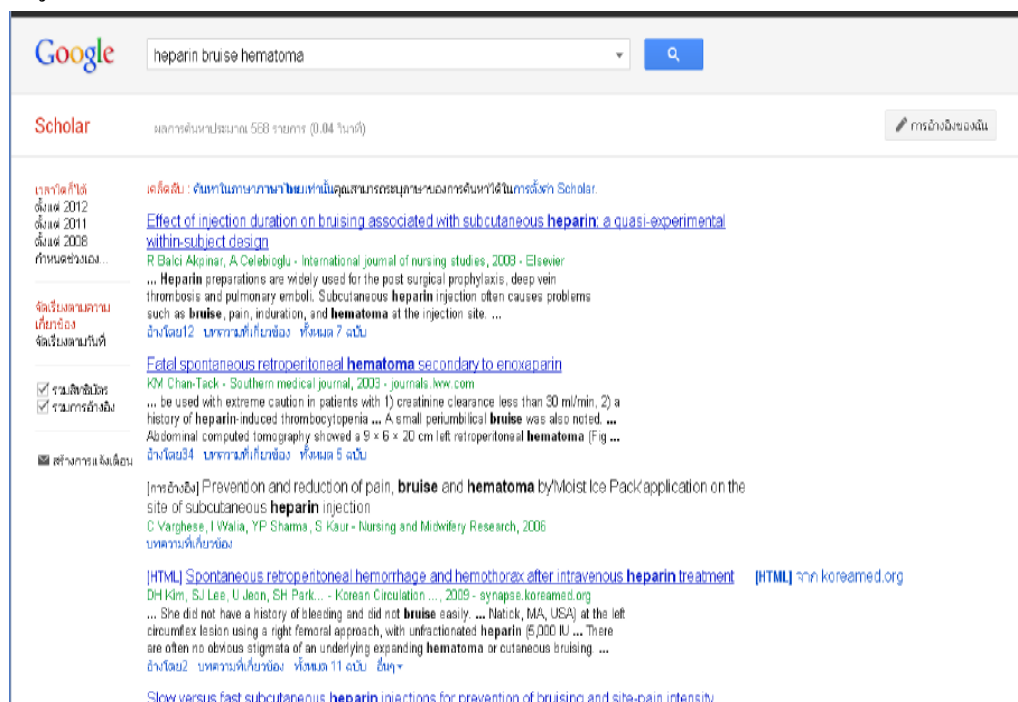 Google
heparin bruise hematoma
Scholar
ผลการค้นหาประมาณ 568 รายการ (0.04 วินาที)
การอ้างอิงของฉัน
เวลาใดก็ได้
ตั้งแต่ 2012
ตั้งแต่ 2011
ตั้งแต่ 2008
กำหนดช่วงเอง...
จัดเรียงตามความ
เกี่ยวข้อง
จัดเรียงตามวันที่
รวมสิทธิบัตร
รวมการอ้างอิง
สร้างการแจ้งเตือน
เคล็ดลับ : ค้นหาในภาษาภาษาไทยเท่านั้นคุณสามารถระบุภาษาของการค้นหาได้ในการตั้งค่า Scholar.
Effect of injection duration on bruising associated with subcutaneous heparin: a quasi-experimental
within-subject design
R Balci Akpinar, A Celebioglu - International journal of nursing studies, 2008 - Elsevier
... Heparin preparations are widely used for the post surgical prophylaxis, deep vein
thrombosis and pulmonary emboli. Subcutaneous heparin injection often causes problems
such as bruise, pain, induration, and hematoma at the injection site. ...
อ้างโดย12 บทความที่เกี่ยวข้อง ทั้งหมด 7 ฉบับ
Fatal spontaneous retroperitoneal hematoma secondary to enoxaparin
KM Chan-Tack - Southern medical journal, 2003 - journals.lww.com
... be used with extreme caution in patients with 1) creatinine clearance less than 30 ml/min, 2) a
history of heparin-induced thrombocytopenia ... A small periumbilical bruise was also noted. ...
Abdominal computed tomography showed a 9 × 6 × 20 cm left retroperitoneal hematoma (Fig ...
อ้างโดย34 บทความที่เกี่ยวข้อง ทั้งหมด 5 ฉบับ
[การอ้างอิง] Prevention and reduction of pain, bruise and hematoma by'Moist Ice Pack'application on the
site of subcutaneous heparin injection
C Varghese, I Walia, YP Sharma, S Kaur - Nursing and Midwifery Research, 2006
บทความที่เกี่ยวข้อง
[HTML] Spontaneous retroperitoneal hemorrhage and hemothorax after intravenous heparin treatment [HTML] จาก koreamed.org
DH Kim, SJ Lee, U Jeon, SH Park... - Korean Circulation ..., 2009 - synapse.koreamed.org
... She did not have a history of bleeding and did not bruise easily. ... Natick, MA, USA) at the left
circumflex lesion using a right femoral approach, with unfractionated heparin (5,000 IU ... There
are often no obvious stigmata of an underlying expanding hematoma or cutaneous bruising. ...
อ้างโดย2 บทความที่เกี่ยวข้อง ทั้งหมด 11 ฉบับ อื่นๆ
Slow versus fast subcutaneous heparin injections for prevention of bruising and site-pain intensity